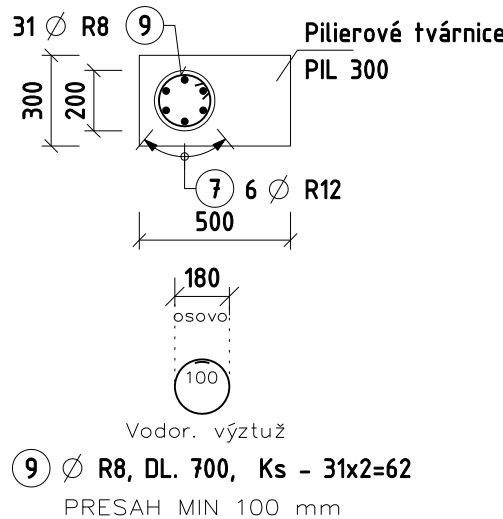 31 ∅ R8 9
Pilierové tvárnice
PIL 300
300
200
7 6 ∅ R12
500
180
osovo
100
Vodor. výztuž
9 ∅ R8, DL. 700, Ks - 31x2=62
PRESAH MIN 100 mm